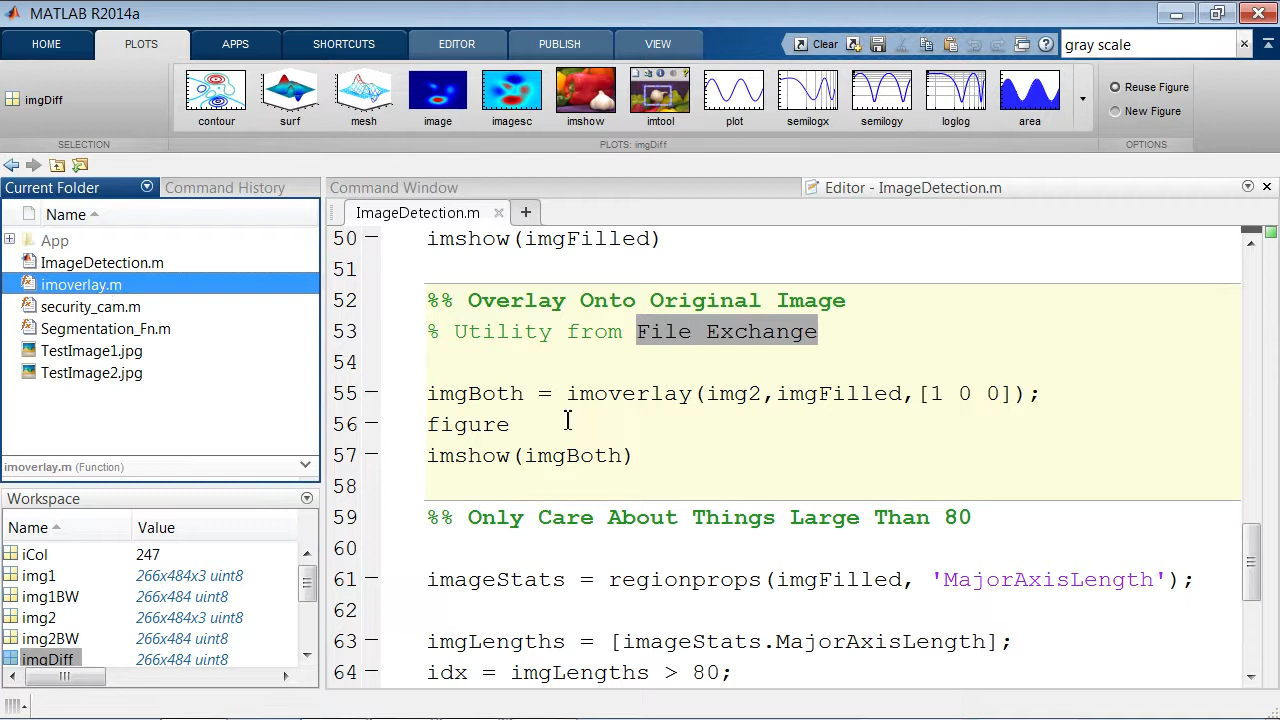 MATLAB R2014a
HOME PLOTS APPS SHORTCUTS EDITOR PUBLISH VIEW Clear gray scale
imgDiff
contour surf mesh image imagesc imshow imtool plot semilogx semilogy loglog area
Reuse Figure
New Figure
SELECTION PLOTS: imgDiff OPTIONS
Current Folder Command History
Name
App
ImageDetection.m
imoverlay.m
security_cam.m
Segmentation_Fn.m
TestImage1.jpg
TestImage2.jpg
imoverlay.m (Function)
Workspace
Name Value
iCol 247
img1 266x484x3 uint8
img1BW 266x484 uint8
img2 266x484x3 uint8
img2BW 266x484 uint8
imgDiff 266x484 uint8
Command Window Editor - ImageDetection.m
ImageDetection.m
50 imshow(imgFilled)
51
52 %% Overlay Onto Original Image
53 % Utility from File Exchange
54
55 imgBoth = imoverlay(img2,imgFilled,[1 0 0]);
56 figure
57 imshow(imgBoth)
58
59 %% Only Care About Things Large Than 80
60
61 imageStats = regionprops(imgFilled, 'MajorAxisLength');
62
63 imgLengths = [imageStats.MajorAxisLength];
64 idx = imgLengths > 80;